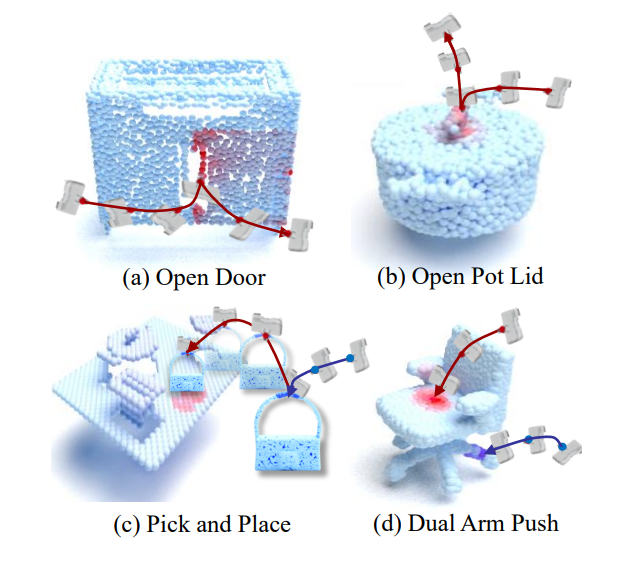 (a) Open Door
(b) Open Pot Lid
(c) Pick and Place
(d) Dual Arm Push